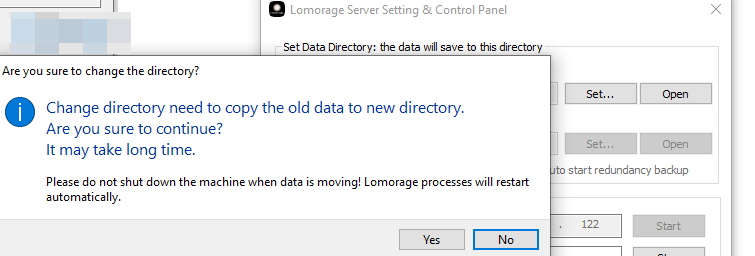 Lomorage Server Setting & Control Panel
Set Data Directory: the data will save to this directory
Are you sure to change the directory?
Set...
Open
Change directory need to copy the old data to new directory.
Are you sure to continue?
It may take long time.
Set...
Open
start redundancy backup
Please do not shut down the machine when data is moving! Lomorage processes will restart
automatically.
. 122
Start
Yes
No